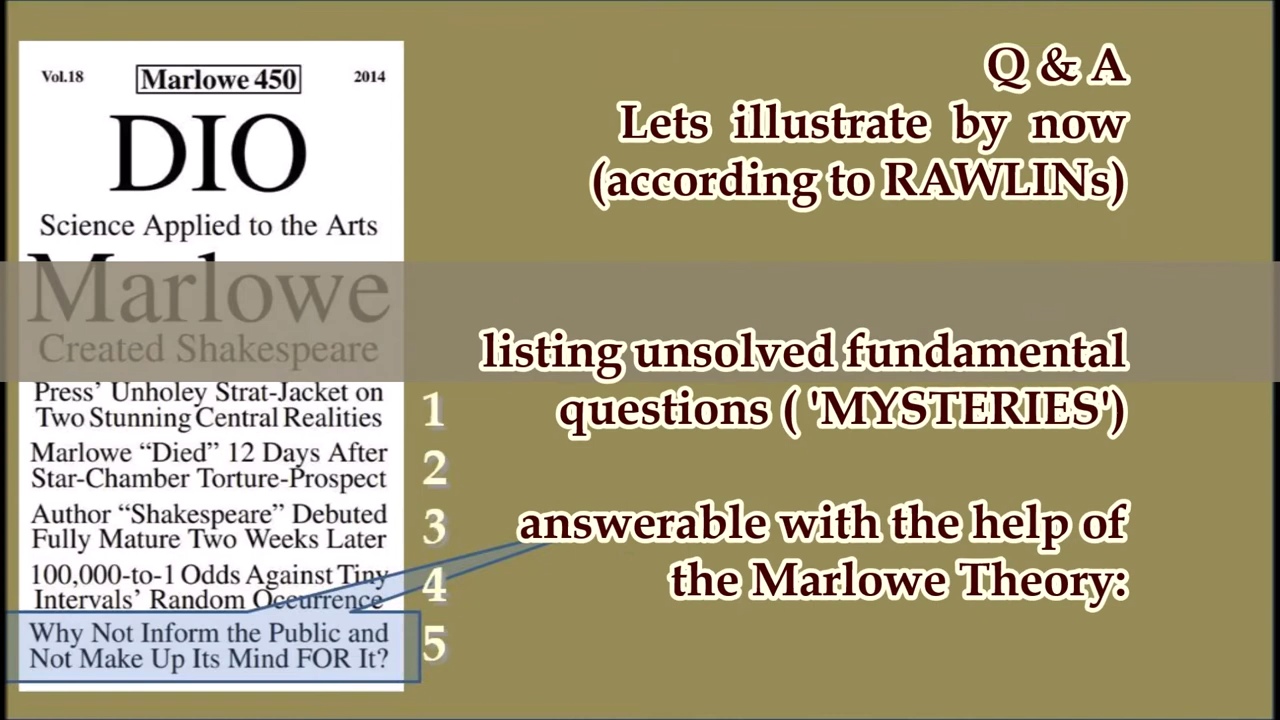 Vol.18 Marlowe 450 2014
DIO
Science Applied to the Arts
Marlowe
Created Shakespeare
Press' Unholey Strat-Jacket on
Two Stunning Central Realities
Marlowe “Died” 12 Days After
Star-Chamber Torture-Prospect
Author “Shakespeare” Debuted
Fully Mature Two Weeks Later
100,000-to-1 Odds Against Tiny
Intervals' Random Occurrence
Why Not Inform the Public and
Not Make Up Its Mind FOR It?
1
2
3
4
5
Q & A
Lets illustrate by now
(according to RAWLINs)
listing unsolved fundamental
questions ( 'MYSTERIES')
answerable with the help of
the Marlowe Theory: